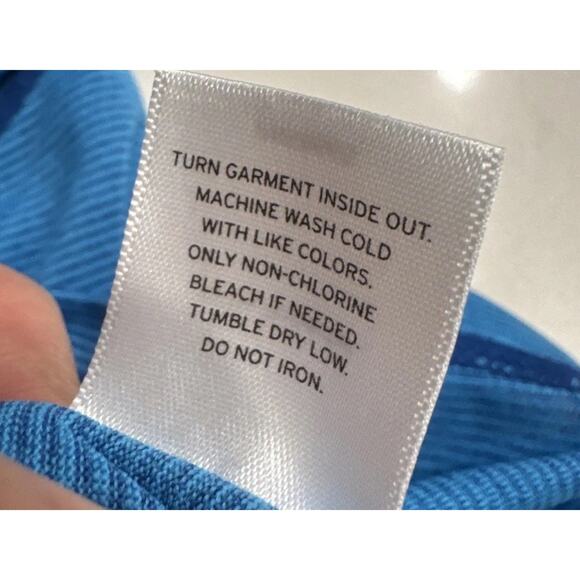 TURN GARMENT INSIDE OUT.
MACHINE WASH COLD
WITH LIKE COLORS.
ONLY NON-CHLORINE
BLEACH IF NEEDED.
TUMBLE DRY LOW.
DO NOT IRON.